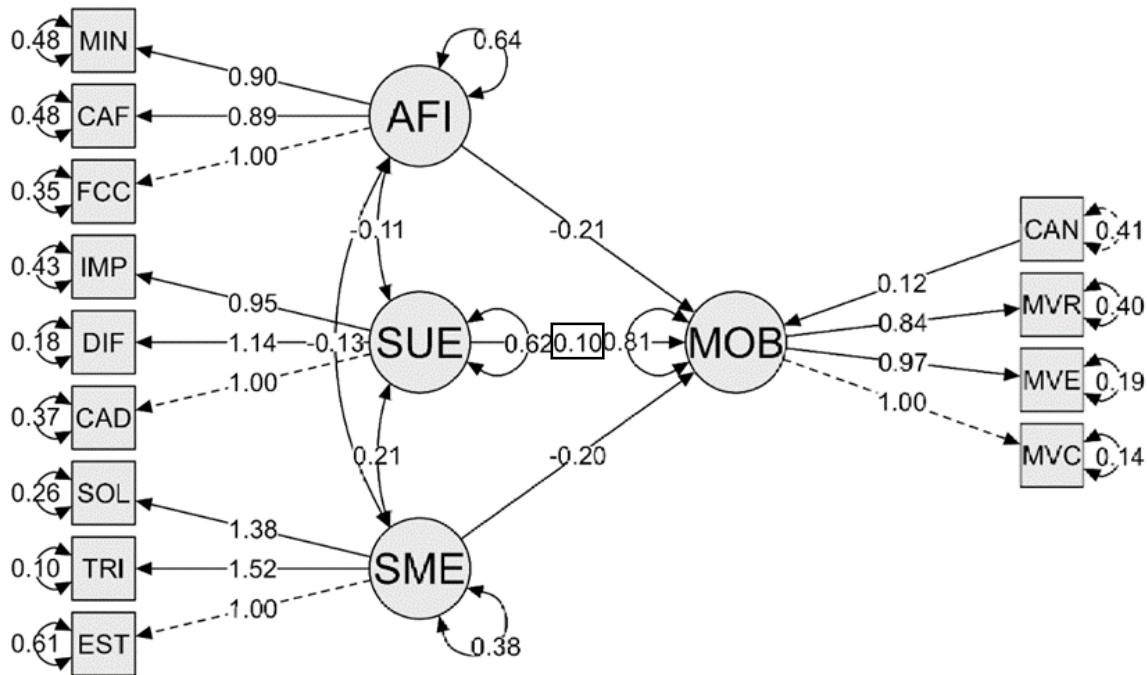 0.48 MIN
0.90
0.48 CAF
0.89
0.35 FCC
1.00
AFI
0.64
-0.11
-0.21
0.43 IMP
0.95
0.18 DIF
1.14
0.37 CAD
1.00
-0.13
SUE
0.62
0.10
0.81
MOB
0.21
-0.20
0.26 SOL
1.38
0.10 TRI
1.52
0.61 EST
1.00
SME
0.38
CAN 0.41
0.12
MVR 0.40
0.84
MVE 0.19
0.97
MVC 0.14
1.00